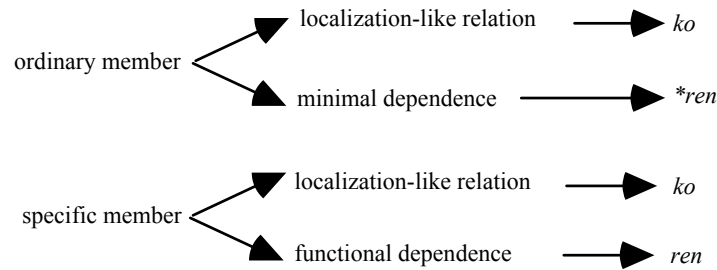 localization-like relation ko
ordinary member
minimal dependence *ren
localization-like relation ko
specific member
functional dependence ren